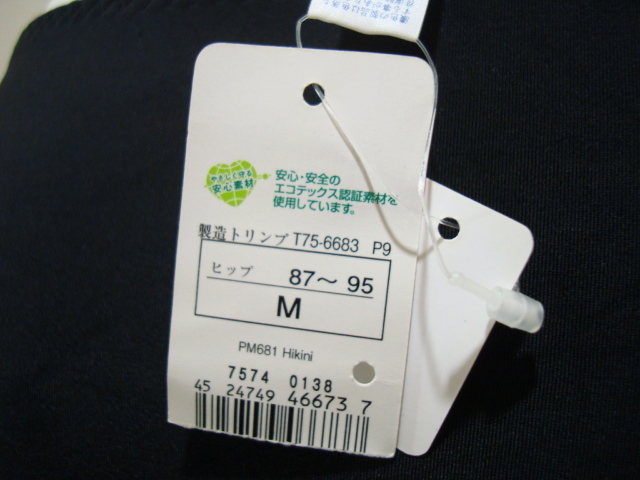 やさしく守る
安心素材
安心・安全の
エコテックス認証素材を
使用しています。
製造トリンプ T75-6683 P9
ヒップ 87～95
M
PM681 Hikini
7574 0138
45 24749 46673 7